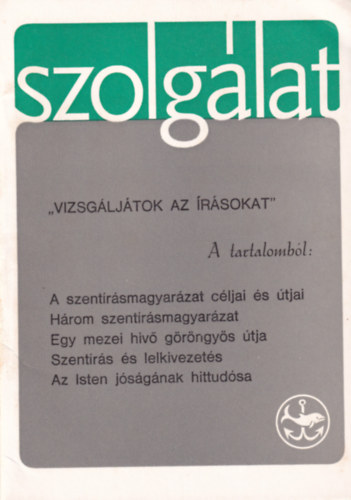 szolgálat
„VIZSGÁLJÁTOK AZ ÍRÁSOKAT"
A tartalomból:
A szentírásmagyarázat céljai és útjai
Három szentírásmagyarázat
Egy mezei hívő göröngyös útja
Szentírás és lelkivezetés
Az Isten jóságának hittudósa